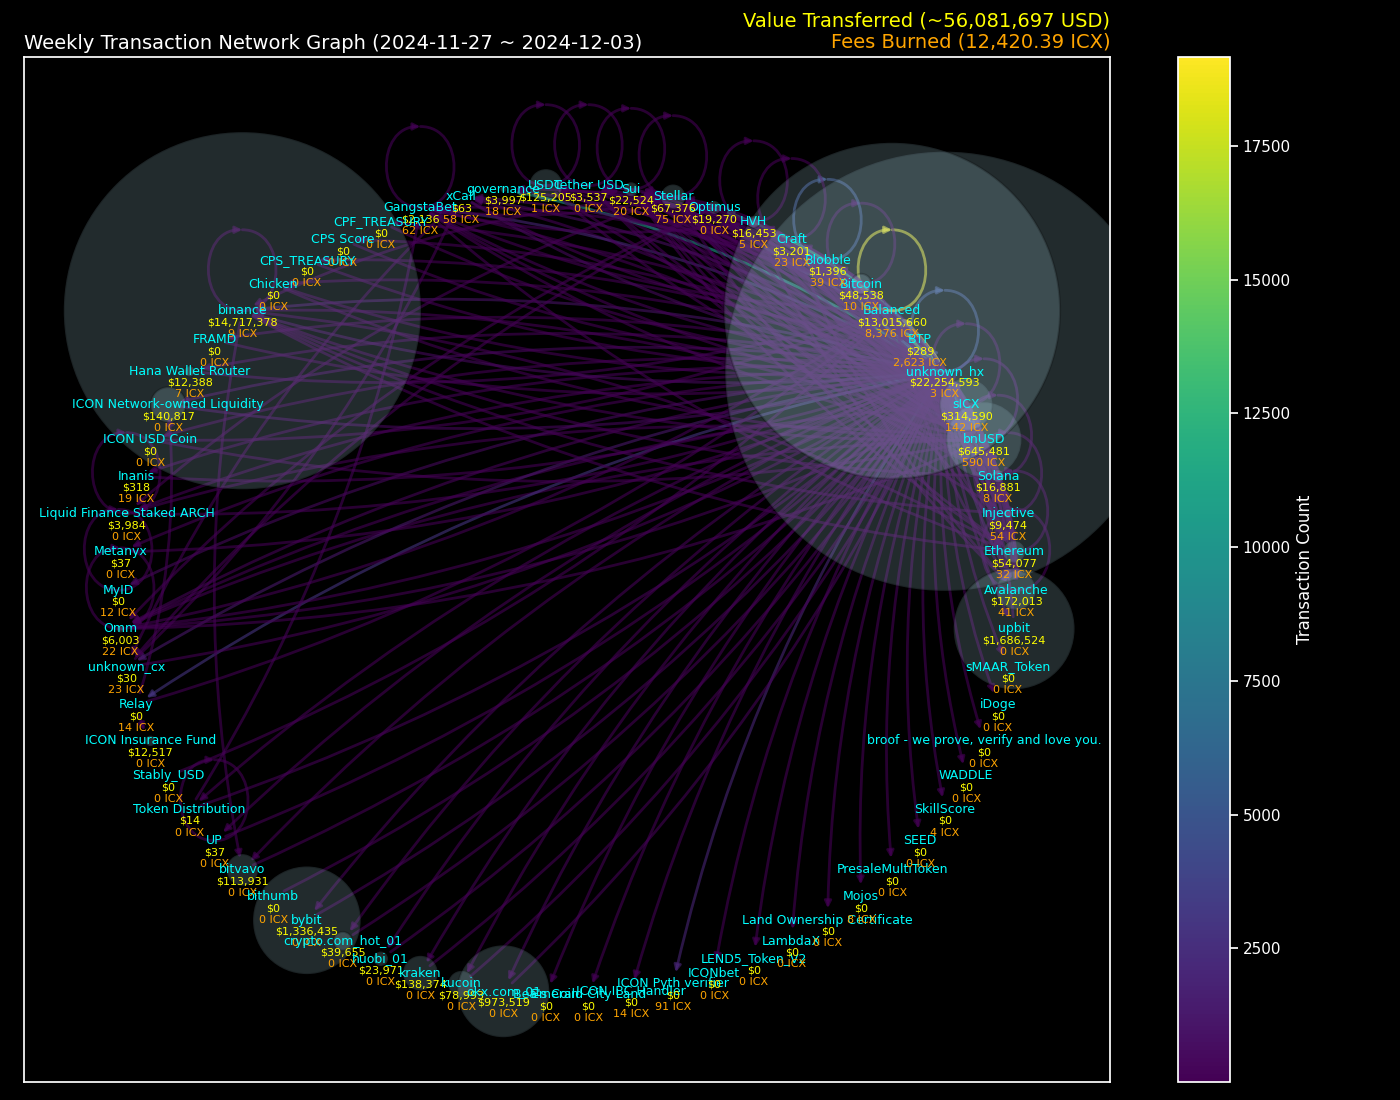 Value Transferred (~56,081,697 USD)
Weekly Transaction Network Graph (2024-11-27 ~ 2024-12-03)
Fees Burned (12,420.39 ICX)
governance
$3,997
18 ICX
USDC
$125,205
1 ICX
Tether USD
$3,537
0 ICX
Sui
$22,524
20 ICX
Stellar
$67,376
75 ICX
Optimus
$19,270
0 ICX
HVH
$16,453
5 ICX
Craft
$3,201
23 ICX
Blobble
$1,396
39 ICX
Bitcoin
$48,538
10 ICX
Balanced
$13,015,660
8,376 ICX
BTP
$289
2,623 ICX
unknown_hx
$22,254,593
3 ICX
sICX
$314,590
142 ICX
bnUSD
$645,481
590 ICX
Solana
$16,881
8 ICX
Injective
$9,474
54 ICX
Ethereum
$54,077
32 ICX
Avalanche
$172,013
41 ICX
upbit
$1,686,524
0 ICX
sMAAR_Token
$0
0 ICX
iDoge
$0
0 ICX
broof - we prove, verify and love you.
$0
0 ICX
WADDLE
$0
0 ICX
SkillScore
$0
4 ICX
SEED
$0
0 ICX
PresaleMultiToken
$0
0 ICX
Mojos
$0
Land Ownership Certificate
$0
0 ICX
LambdaX
$0
0 ICX
LEND5_Token_V2
$0
0 ICX
ICONbet
$0
0 ICX
ICON Pyth verifier
$0
91 ICX
ICON IBC Handler
$0
14 ICX
$0
0 ICX
$0
0 ICX
okx.com_01
$973,519
0 ICX
kucoin
0 ICX
kraken
$138,374
0 ICX
huobi_01
$23,971
0 ICX
crypto.com_hot_01
$39,655
0 ICX
bybit
$1,336,435
bithumb
$0
0 ICX
bitvavo
$113,931
0 ICX
UP
$37
0 ICX
Token Distribution
$14
0 ICX
Stably_USD
$0
0 ICX
ICON Insurance Fund
$12,517
0 ICX
Relay
$0
14 ICX
unknown_cx
$30
23 ICX
Omm
$6,003
22 ICX
MyID
$0
12 ICX
Metanyx
$37
0 ICX
Liquid Finance Staked ARCH
$3,984
0 ICX
Inanis
$318
19 ICX
ICON USD Coin
$0
0 ICX
ICON Network-owned Liquidity
$140,817
0 ICX
Hana Wallet Router
$12,388
7 ICX
FRAMD
$0
0 ICX
binance
$14,717,378
9 ICX
Chicken
$0
0 ICX
CPS_TREASURY
$0
0 ICX
CPS Score
$0
0 ICX
CPF_TREASURY
$0
0 ICX
GangstaBet
$2,136
62 ICX
xCall
$63
58 ICX
17500
15000
12500
10000
7500
5000
2500
Transaction Count